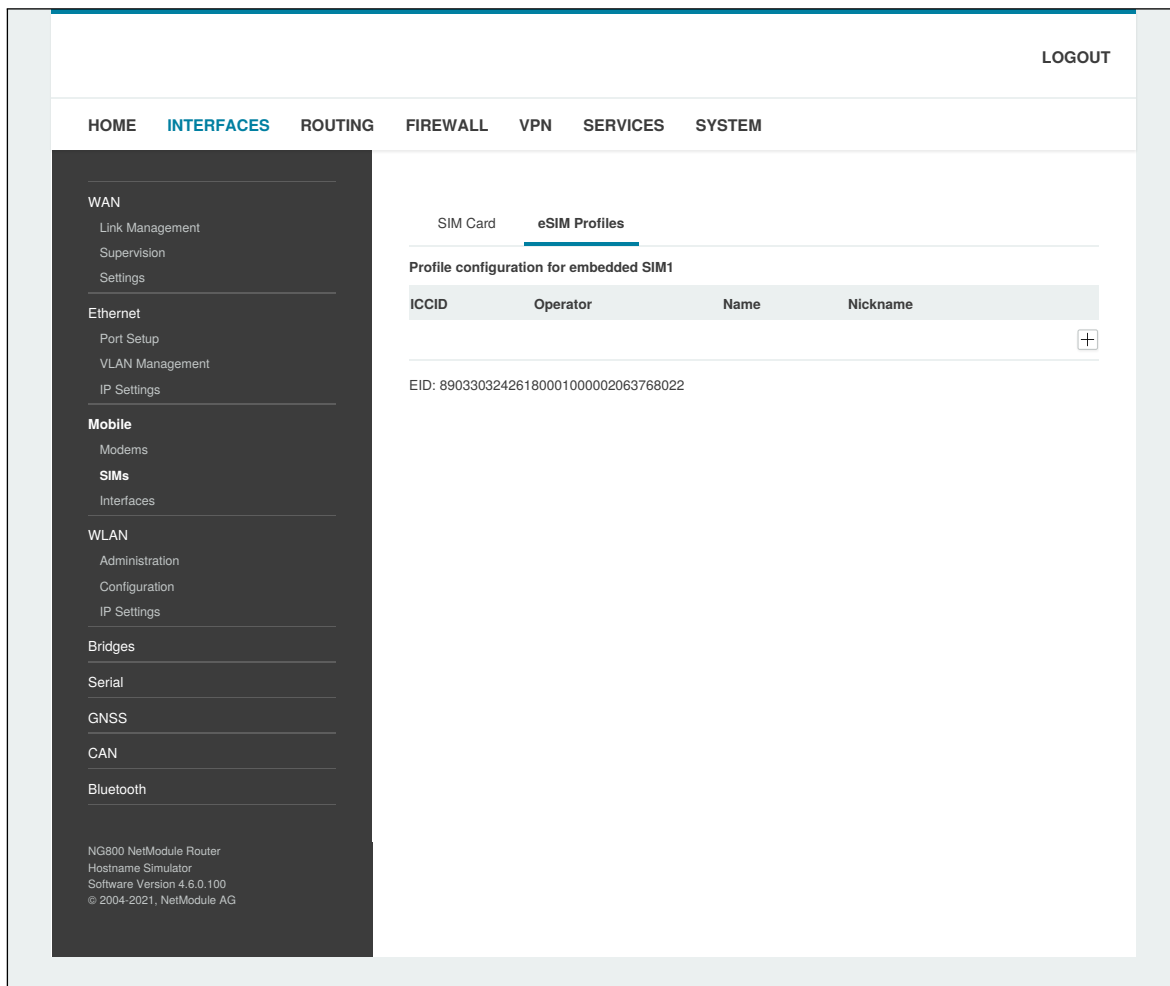 LOGOUT
HOME INTERFACES ROUTING FIREWALL VPN SERVICES SYSTEM
WAN
Link Management
Supervision
Settings
Ethernet
Port Setup
VLAN Management
IP Settings
Mobile
Modems
SIMs
Interfaces
WLAN
Administration
Configuration
IP Settings
Bridges
Serial
GNSS
CAN
Bluetooth
NG800 NetModule Router
Hostname Simulator
Software Version 4.6.0.100
© 2004-2021, NetModule AG
SIM Card eSIM Profiles
Profile configuration for embedded SIM1
ICCID Operator Name Nickname
EID: 89033032426180001000002063768022